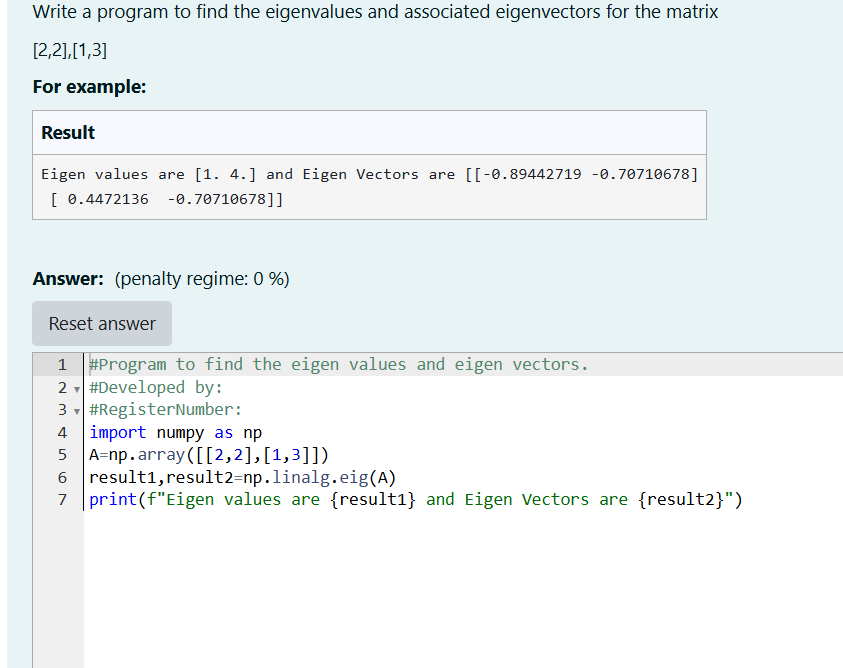 Write a program to find the eigenvalues and associated eigenvectors for the matrix
[2,2],[1,3]
For example:
Result
Eigen values are [1. 4.] and Eigen Vectors are [[-0.89442719 -0.70710678]
 [ 0.4472136  -0.70710678]]
Answer: (penalty regime: 0 %)
Reset answer
1 #Program to find the eigen values and eigen vectors.
2 #Developed by:
3 #RegisterNumber:
4 import numpy as np
5 A=np.array([[2,2],[1,3]])
6 result1,result2=np.linalg.eig(A)
7 print(f"Eigen values are {result1} and Eigen Vectors are {result2}")